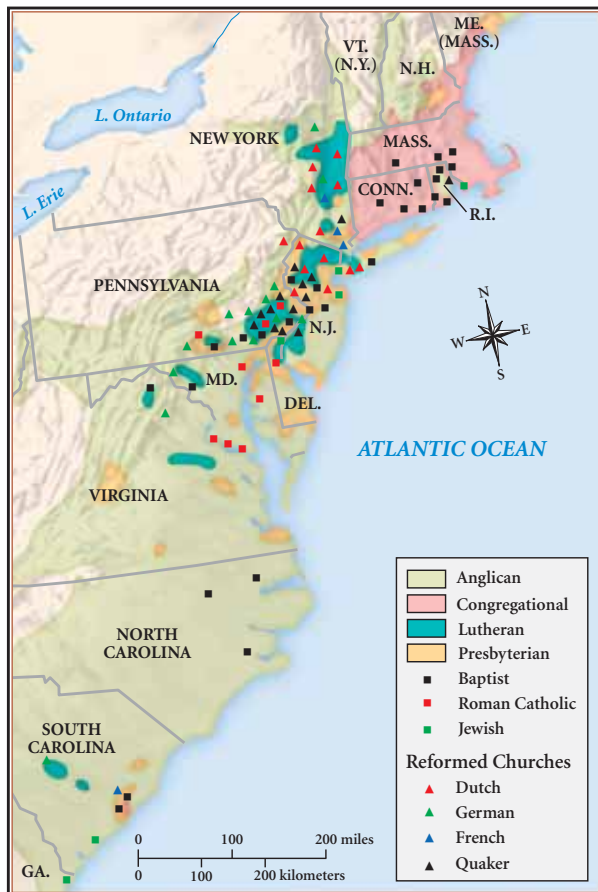 ME.
(MASS.)
VT.
(N.Y.)
N.H.
L. Ontario
NEW YORK
MASS.
L. Erie
CONN.
R.I.
PENNSYLVANIA
N.J.
N
W
E
S
MD.
DEL.
ATLANTIC OCEAN
VIRGINIA
NORTH
CAROLINA
SOUTH
CAROLINA
GA.
0
100
200 miles
0
100
200 kilometers
Anglican
Congregational
Lutheran
Presbyterian
Baptist
Roman Catholic
Jewish
Reformed Churches
Dutch
German
French
Quaker